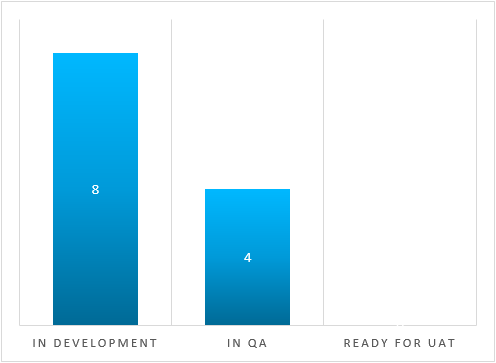 8
4
IN DEVELOPMENT
IN QA
READY FOR UAT